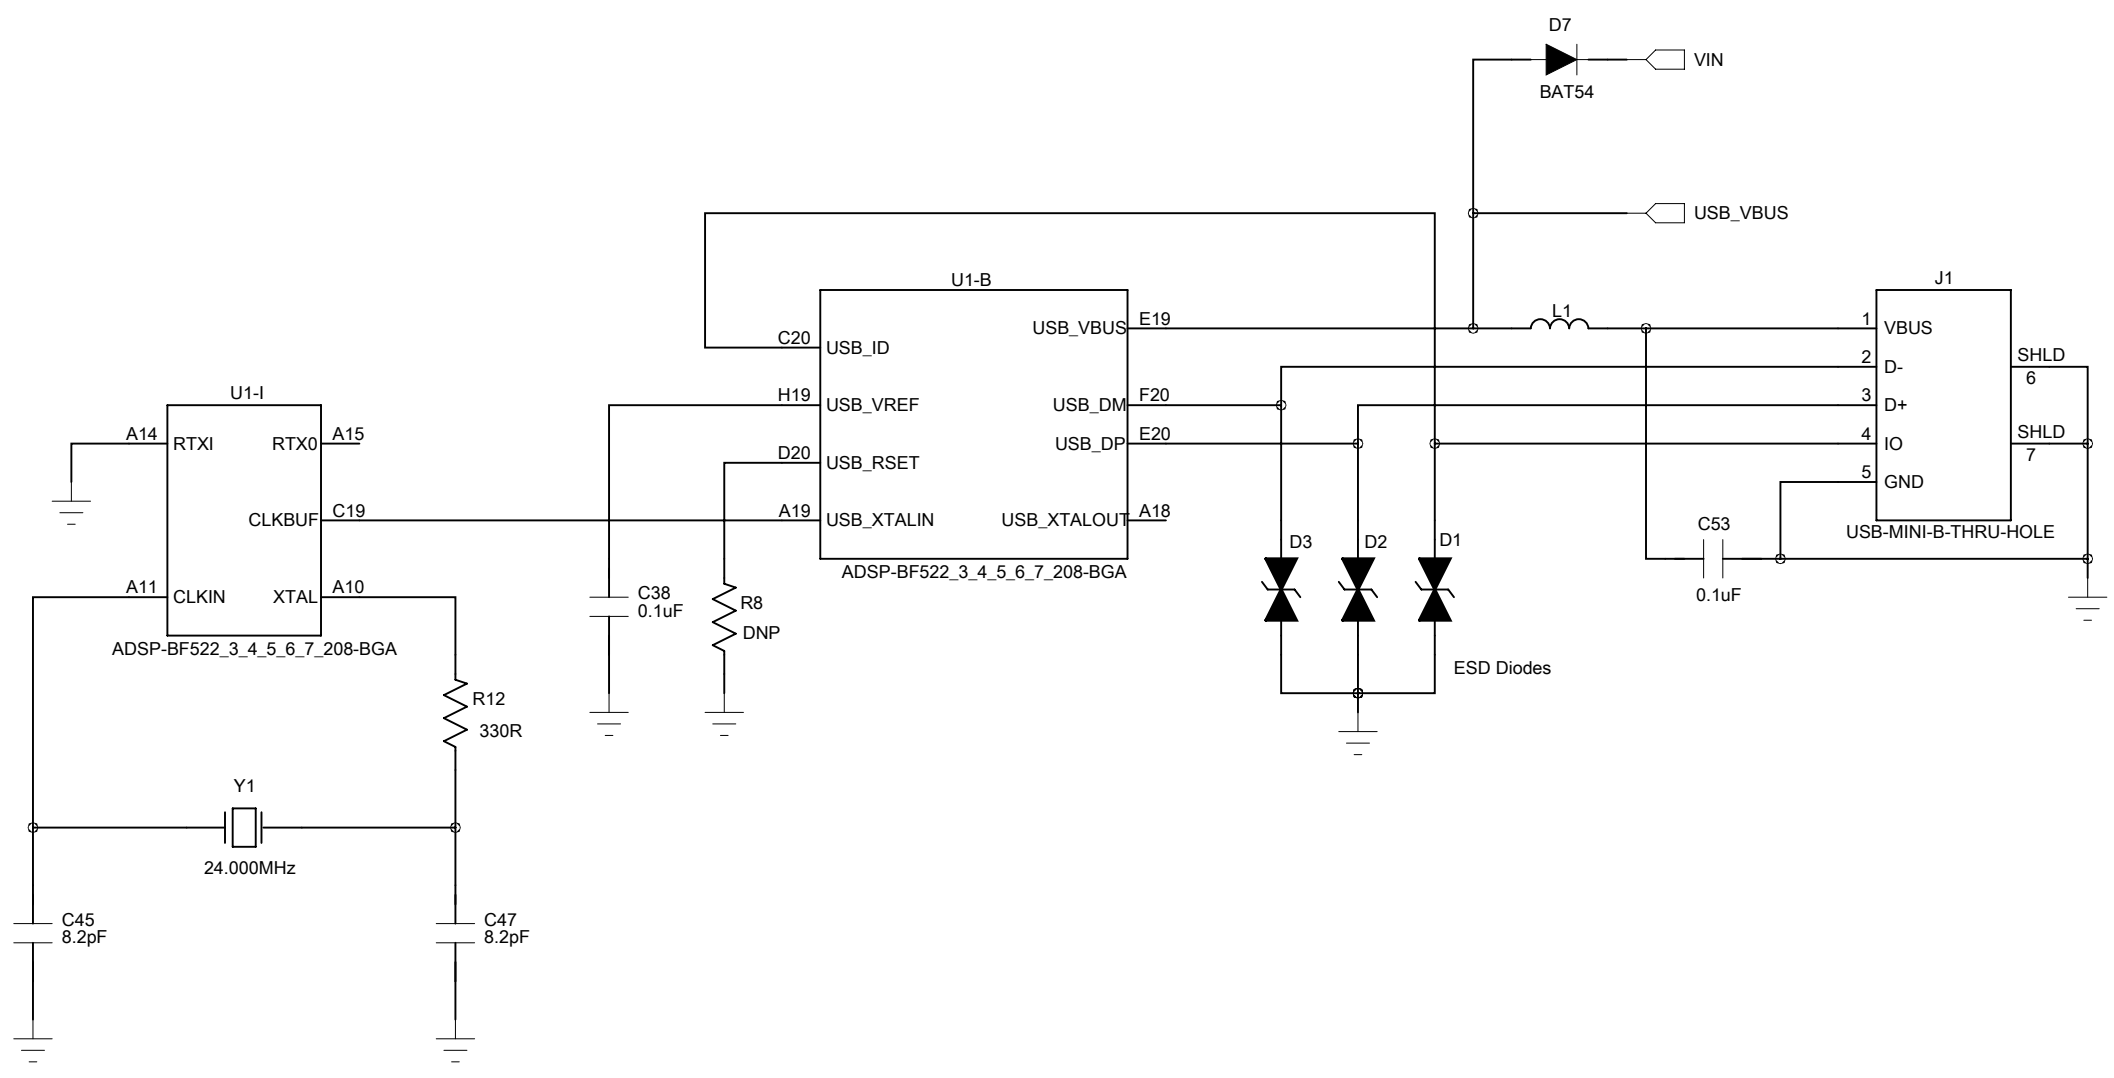 D7
VIN
BAT54
USB_VBUS
U1-B
J1
L1
USB_VBUS
E19
1
VBUS
C20
USB_ID
2
D-
SHLD
6
U1-I
H19
USB_VREF
USB_DM
F20
3
D+
A14
RTXI
RTX0
A15
USB_DP
E20
4
IO
SHLD
7
D20
USB_RSET
5
GND
CLKBUF
C19
A19
USB_XTALIN
USB_XTALOUT
A18
C53
USB-MINI-B-THRU-HOLE
D3
D2
D1
ADSP-BF522_3_4_5_6_7_208-BGA
A11
CLKIN
XTAL
A10
C38
0.1uF
R8
DNP
0.1uF
ADSP-BF522_3_4_5_6_7_208-BGA
ESD Diodes
R12
330R
Y1
24.000MHz
C45
8.2pF
C47
8.2pF